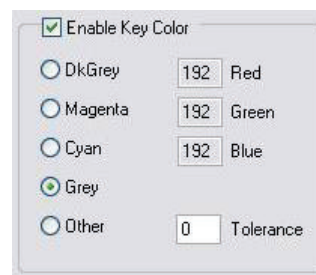 Enable Key Color
DkGrey 192 Red
Magenta 192 Green
Cyan 192 Blue
Grey
Other 0 Tolerance